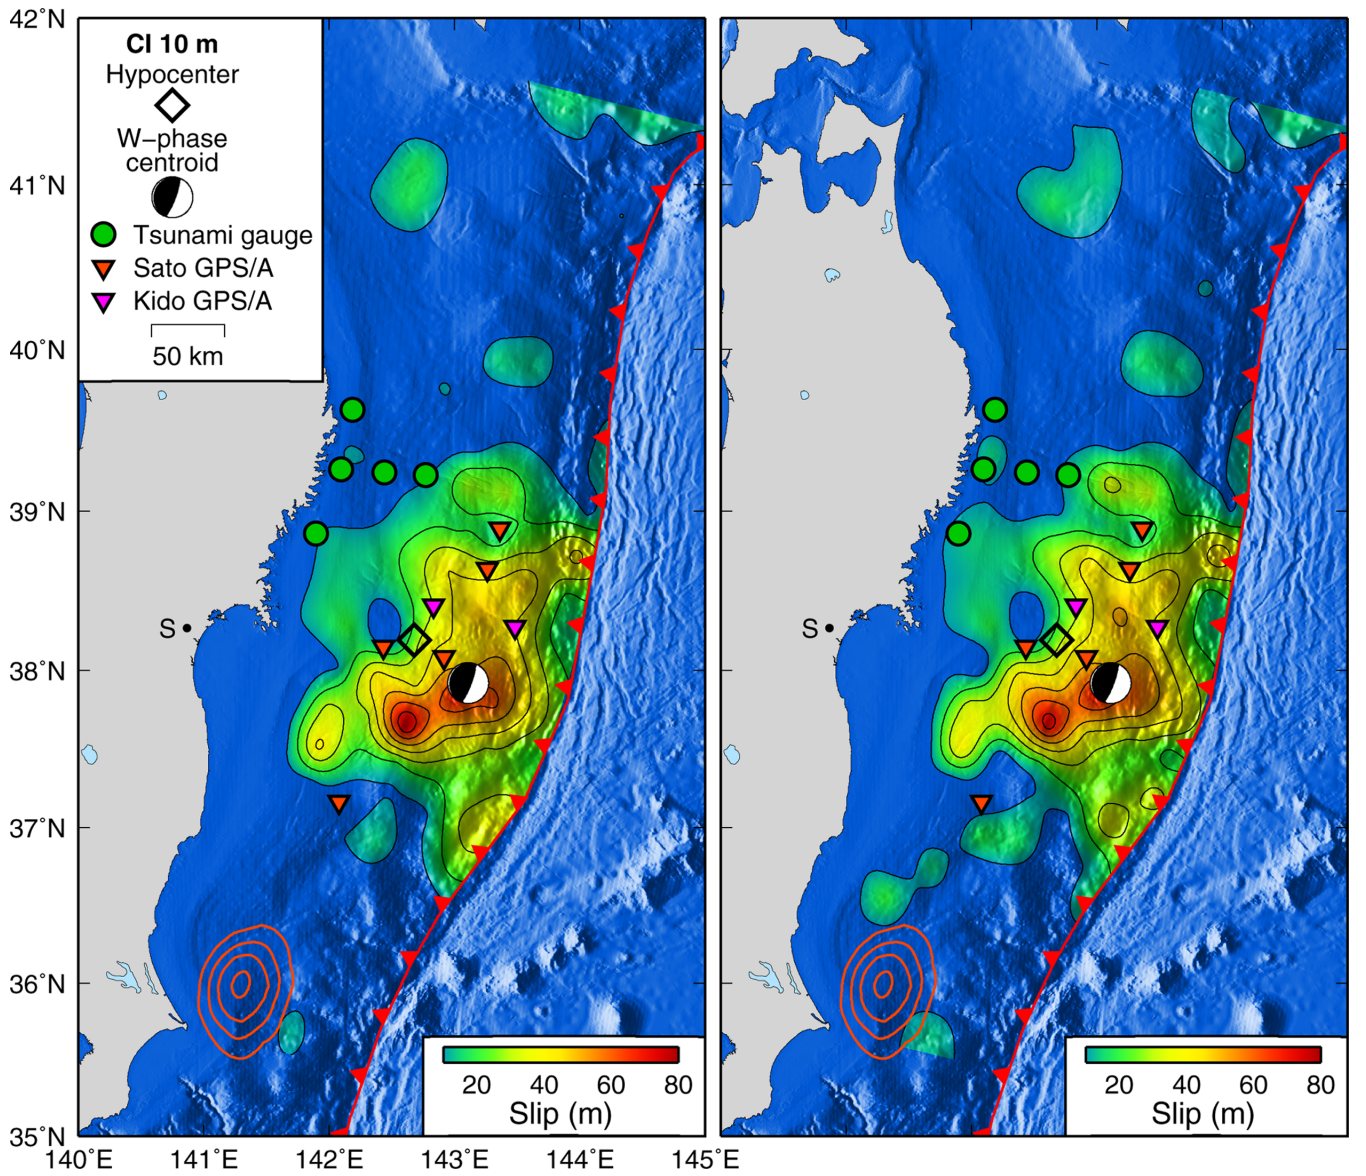 42˚N
41˚N
40˚N
39˚N
38˚N
37˚N
36˚N
35˚N
CI 10 m
Hypocenter
W−phase
centroid
Tsunami gauge
Sato GPS/A
Kido GPS/A
50 km
S
20 40 60 80
Slip (m)
140˚E 141˚E 142˚E 143˚E 144˚E 145˚E
S
20 40 60 80
Slip (m)